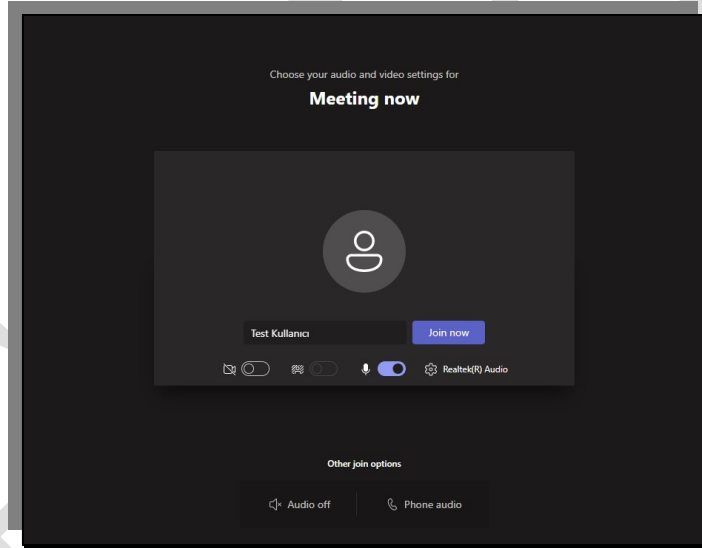 Choose your audio and video settings for
Meeting now
Test Kullanıcı
Join now
Realtek(R) Audio
Other join options
Audio off
Phone audio